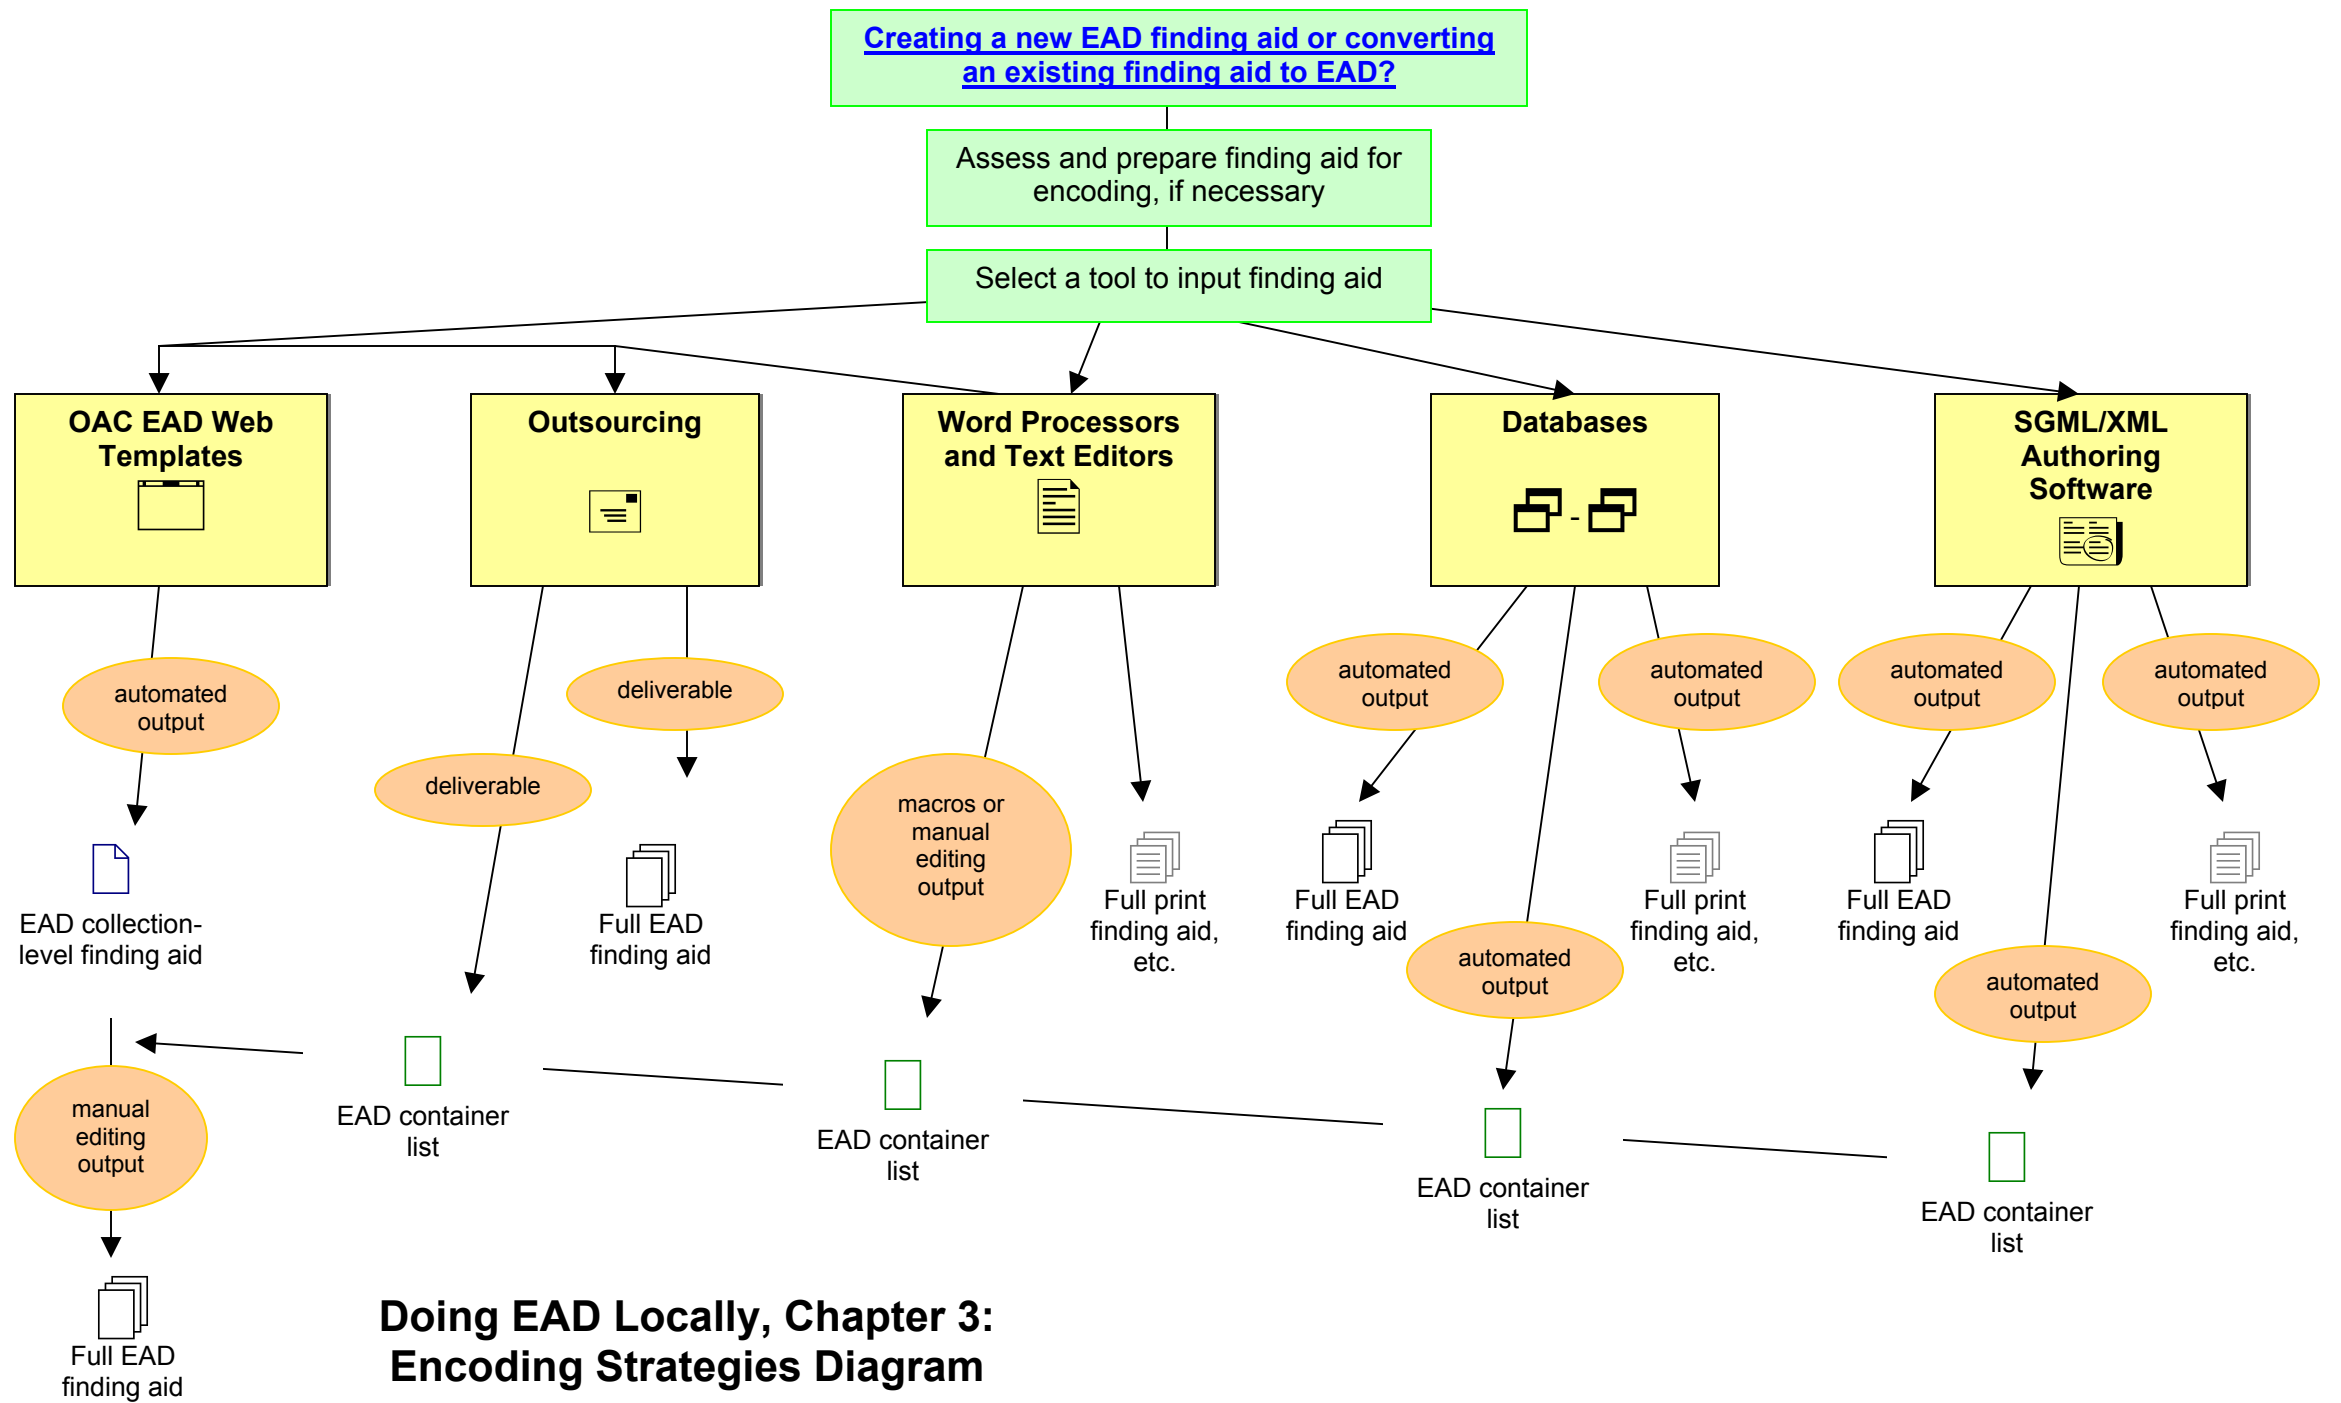 Creating a new EAD finding aid or converting
an existing finding aid to EAD?
Assess and prepare finding aid for
encoding, if necessary
Select a tool to input finding aid
OAC EAD Web
Templates
Outsourcing
Word Processors
and Text Editors
Databases
-
SGML/XML
Authoring
Software
automated
output
deliverable
deliverable
macros or
manual
editing
output
automated
output
automated
output
automated
output
automated
output
automated
output
automated
output
EAD collection-
level finding aid
Full EAD
finding aid
Full print
finding aid,
etc.
Full EAD
finding aid
Full print
finding aid,
etc.
Full EAD
finding aid
Full print
finding aid,
etc.
manual
editing
output
EAD container
list
EAD container
list
EAD container
list
EAD container
list
Full EAD
finding aid
Doing EAD Locally, Chapter 3:
Encoding Strategies Diagram